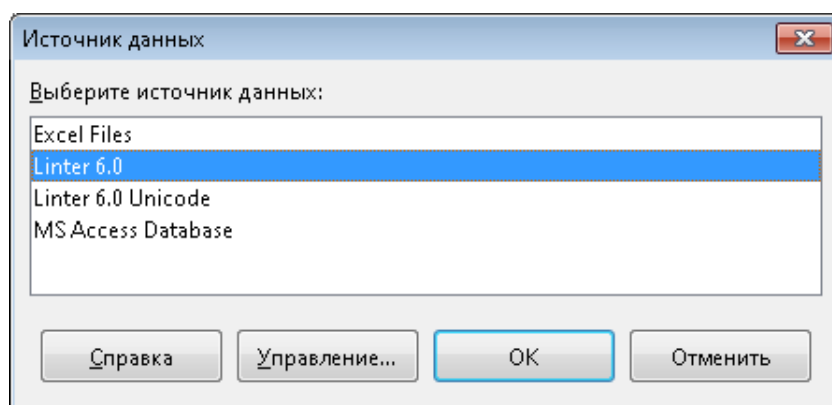 Источник данных
Выберите источник данных:
Excel Files
Linter 6.0
Linter 6.0 Unicode
MS Access Database
Справка
Управление...
OK
Отменить